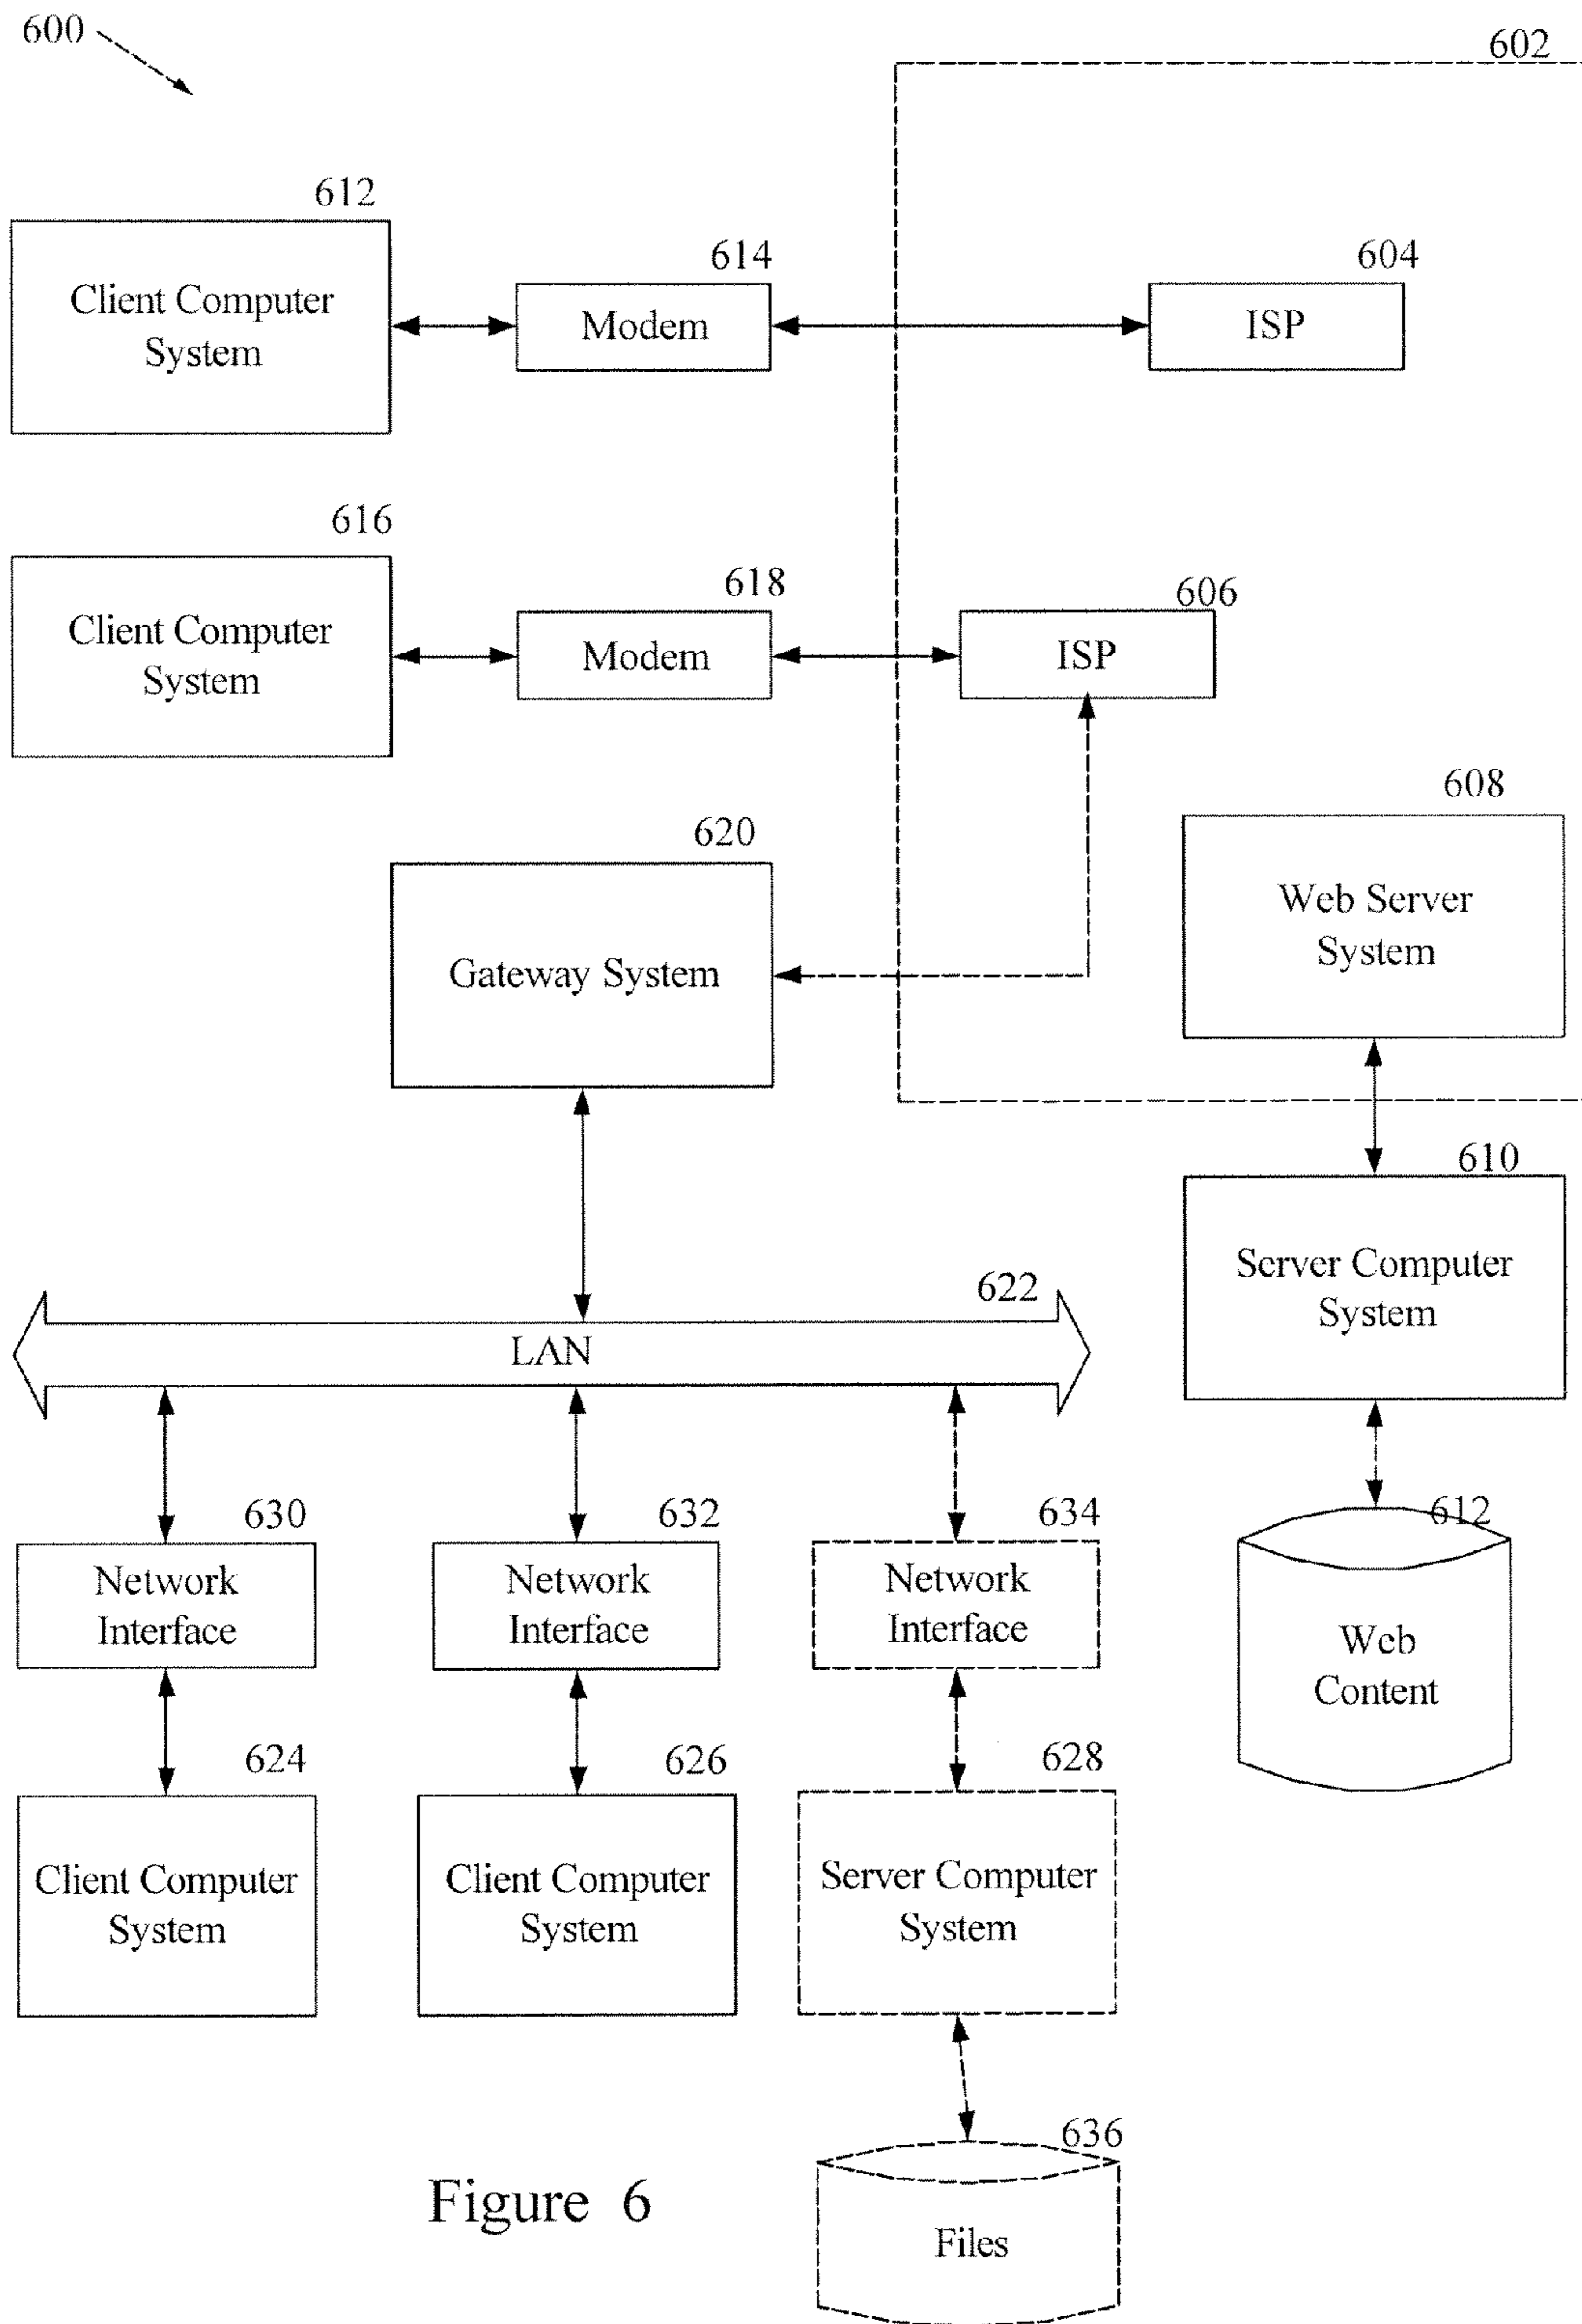 600
602
612
Client Computer
System
614
Modem
604
ISP
616
Client Computer
System
618
Modem
606
ISP
608
Web Server
System
620
Gateway System
610
Server Computer
System
622
LAN
612
Web
Content
630
Network
Interface
632
Network
Interface
634
Network
Interface
624
Client Computer
System
626
Client Computer
System
628
Server Computer
System
636
Files
Figure 6